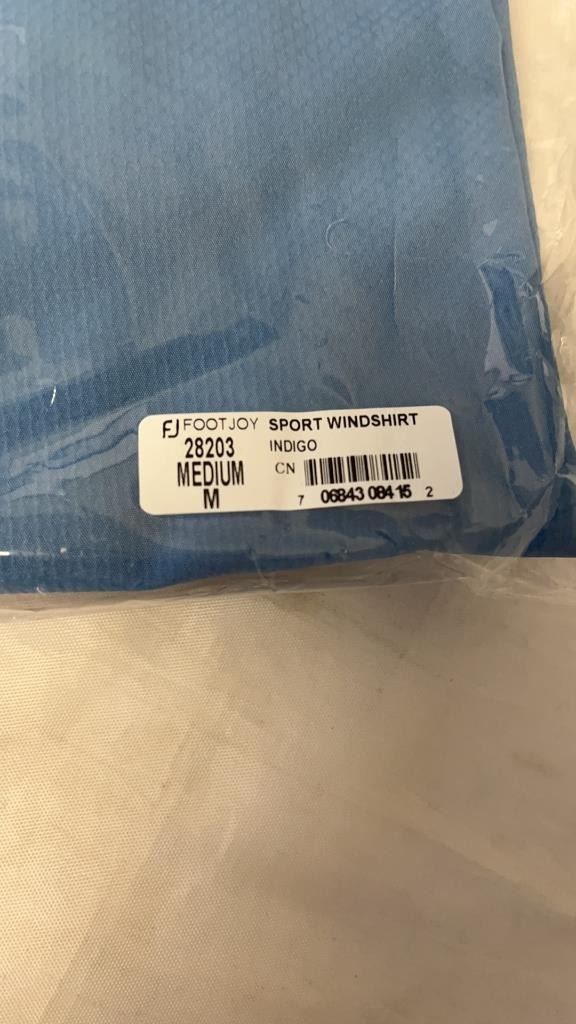 FJ FOOTJOY SPORT WINDSHIRT
28203 INDIGO
MEDIUM CN
M 7 06843 08415 2